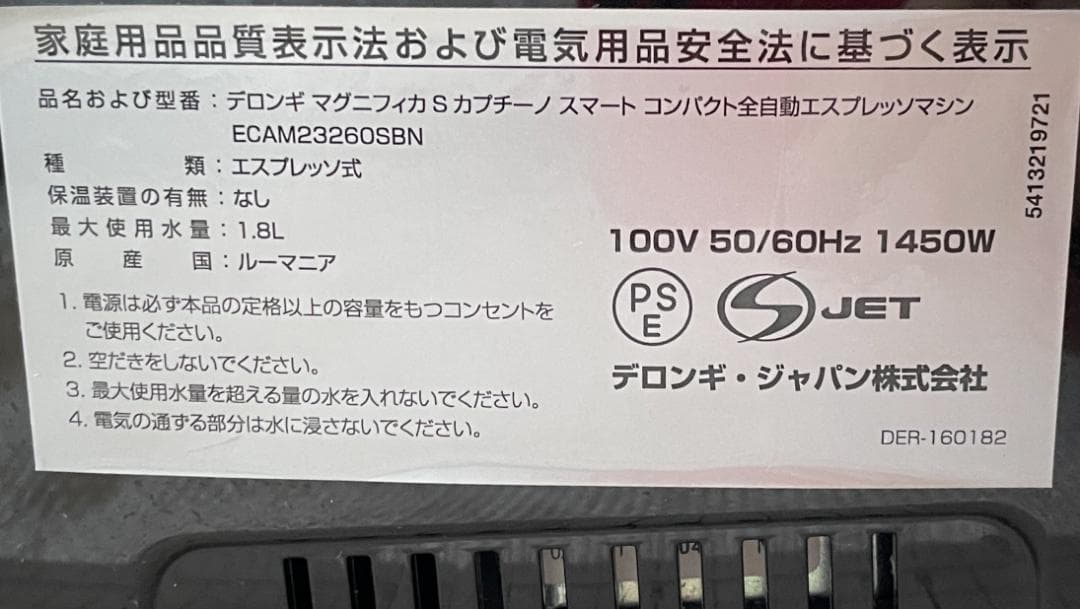 家庭用品品質表示法および電気用品安全法に基づく表示
品名および型番：デロンギ マグニフィカ S カプチーノ スマート コンパクト全自動エスプレッソマシン
ECAM23260SBN
種類：エスプレッソ式
保温装置の有無：なし
最大使用水量：1.8L
原産国：ルーマニア
1. 電源は必ず本品の定格以上の容量をもつコンセントを
ご使用ください。
2. 空だきをしないでください。
3. 最大使用水量を超える量の水を入れないでください。
4. 電気の通ずる部分は水に浸さないでください。
5413219721
100V 50/60Hz 1450W
PS
E
S JET
デロンギ・ジャパン株式会社
DER-160182